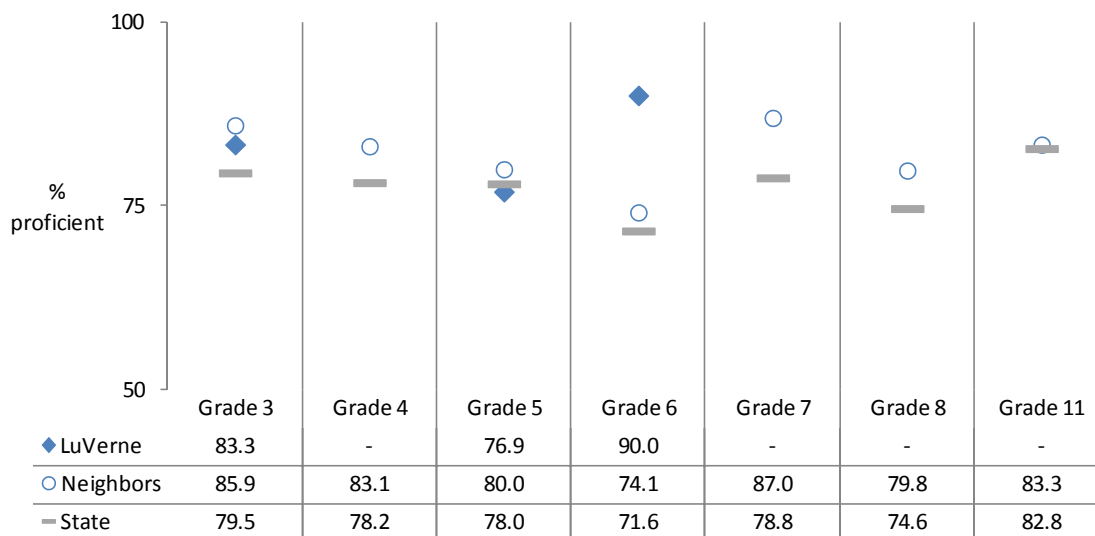 100
75
50
%
proficient
Grade 3 Grade 4 Grade 5 Grade 6 Grade 7 Grade 8 Grade 11
LuVerne 83.3 - 76.9 90.0 - - -
Neighbors 85.9 83.1 80.0 74.1 87.0 79.8 83.3
State 79.5 78.2 78.0 71.6 78.8 74.6 82.8